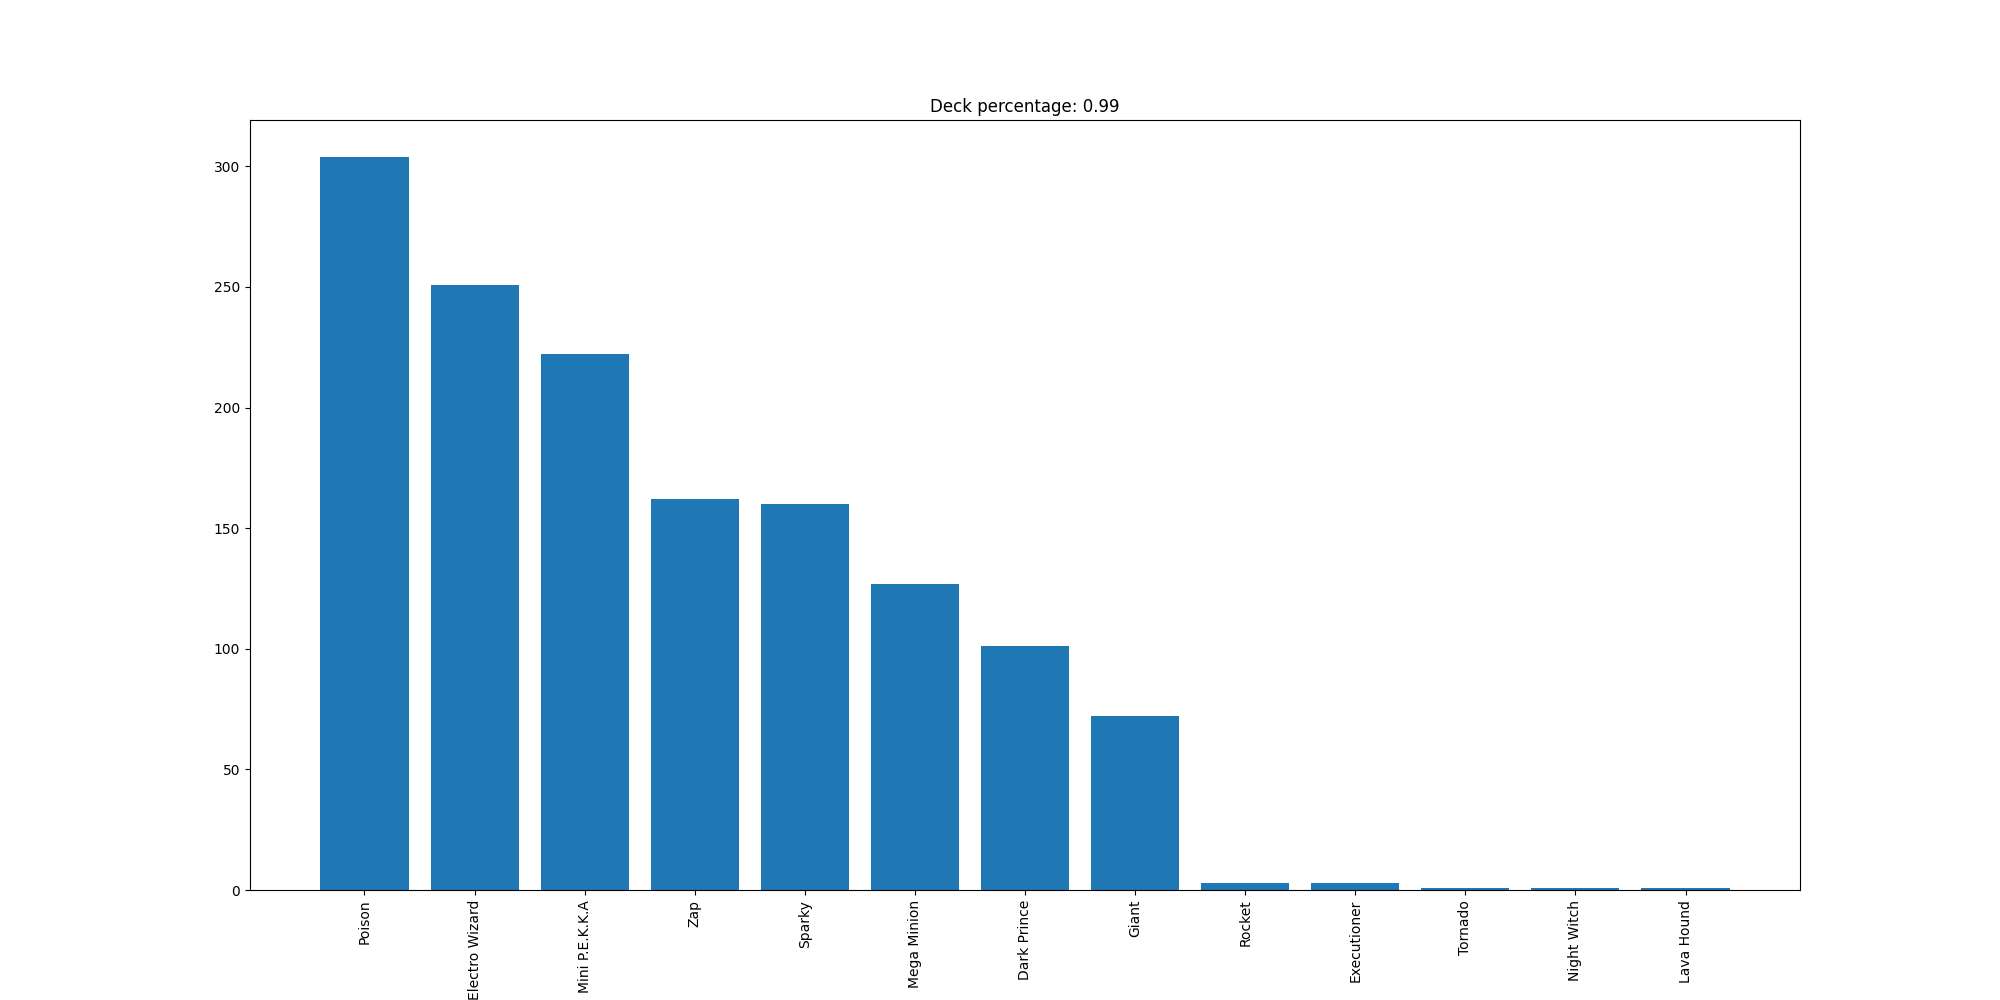 Deck percentage: 0.99
300
250
200
150
100
50
0
Poison
Electro Wizard
Mini P.E.K.K.A
Zap
Sparky
Mega Minion
Dark Prince
Giant
Rocket
Executioner
Tornado
Night Witch
Lava Hound